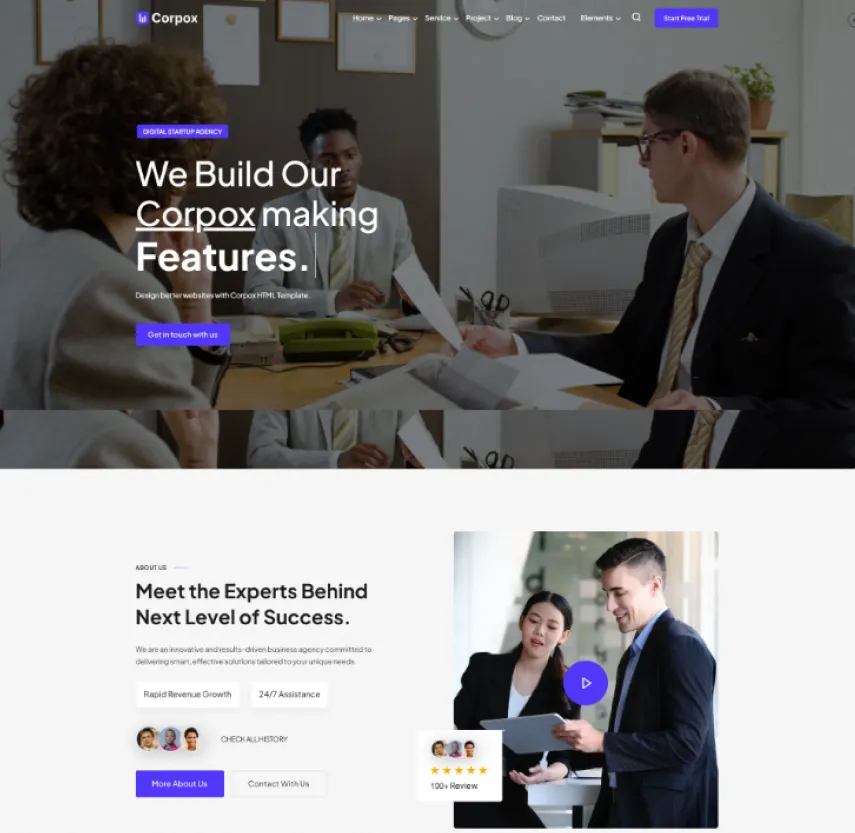 Corpox
Home Pages Service Project Blog Contact Elements Start Free Trial
DIGITAL STARTUP AGENCY
We Build Our
Corpox making
Features.
Design better websites with Corpox HTML Template.
Get in touch with us
ABOUT US
Meet the Experts Behind
Next Level of Success.
We are an innovative and results-driven business agency committed to
delivering smart, effective solutions tailored to your unique needs.
Rapid Revenue Growth 24/7 Assistance
CHECK ALL HISTORY
100+ Review
More About Us Contact With Us